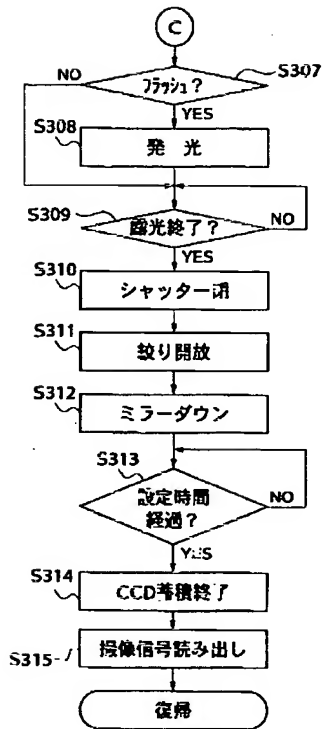 C
S307
フラッシュ?
NO
YES
S308
発 光
S309
露光終了?
NO
YES
S310
シャッター閉
S311
絞り開放
S312
ミラーダウン
S313
設定時間
経過?
NO
YES
S314
CCD蓄積終了
S315
撮像信号読み出し
復帰